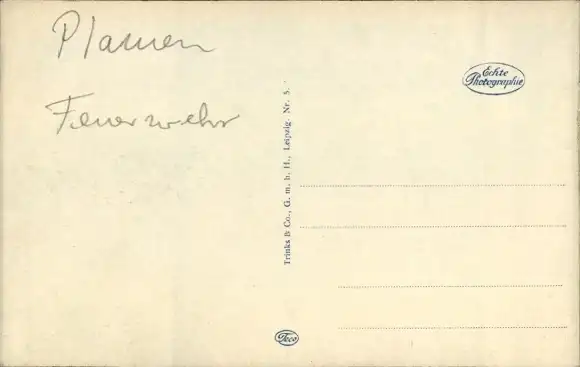 Plauen
Feuerwehr
Echte
Photographie
Trinks & Co., G. m. b. H., Leipzig. Nr. 5.
Teco